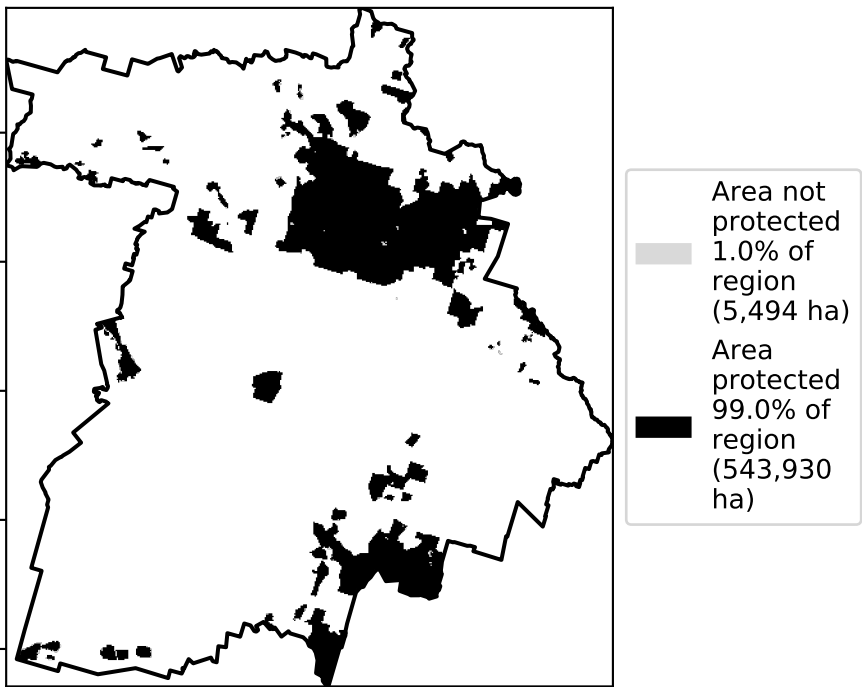 Area not
protected
1.0% of
region
(5,494 ha)
Area
protected
99.0% of
region
(543,930
ha)